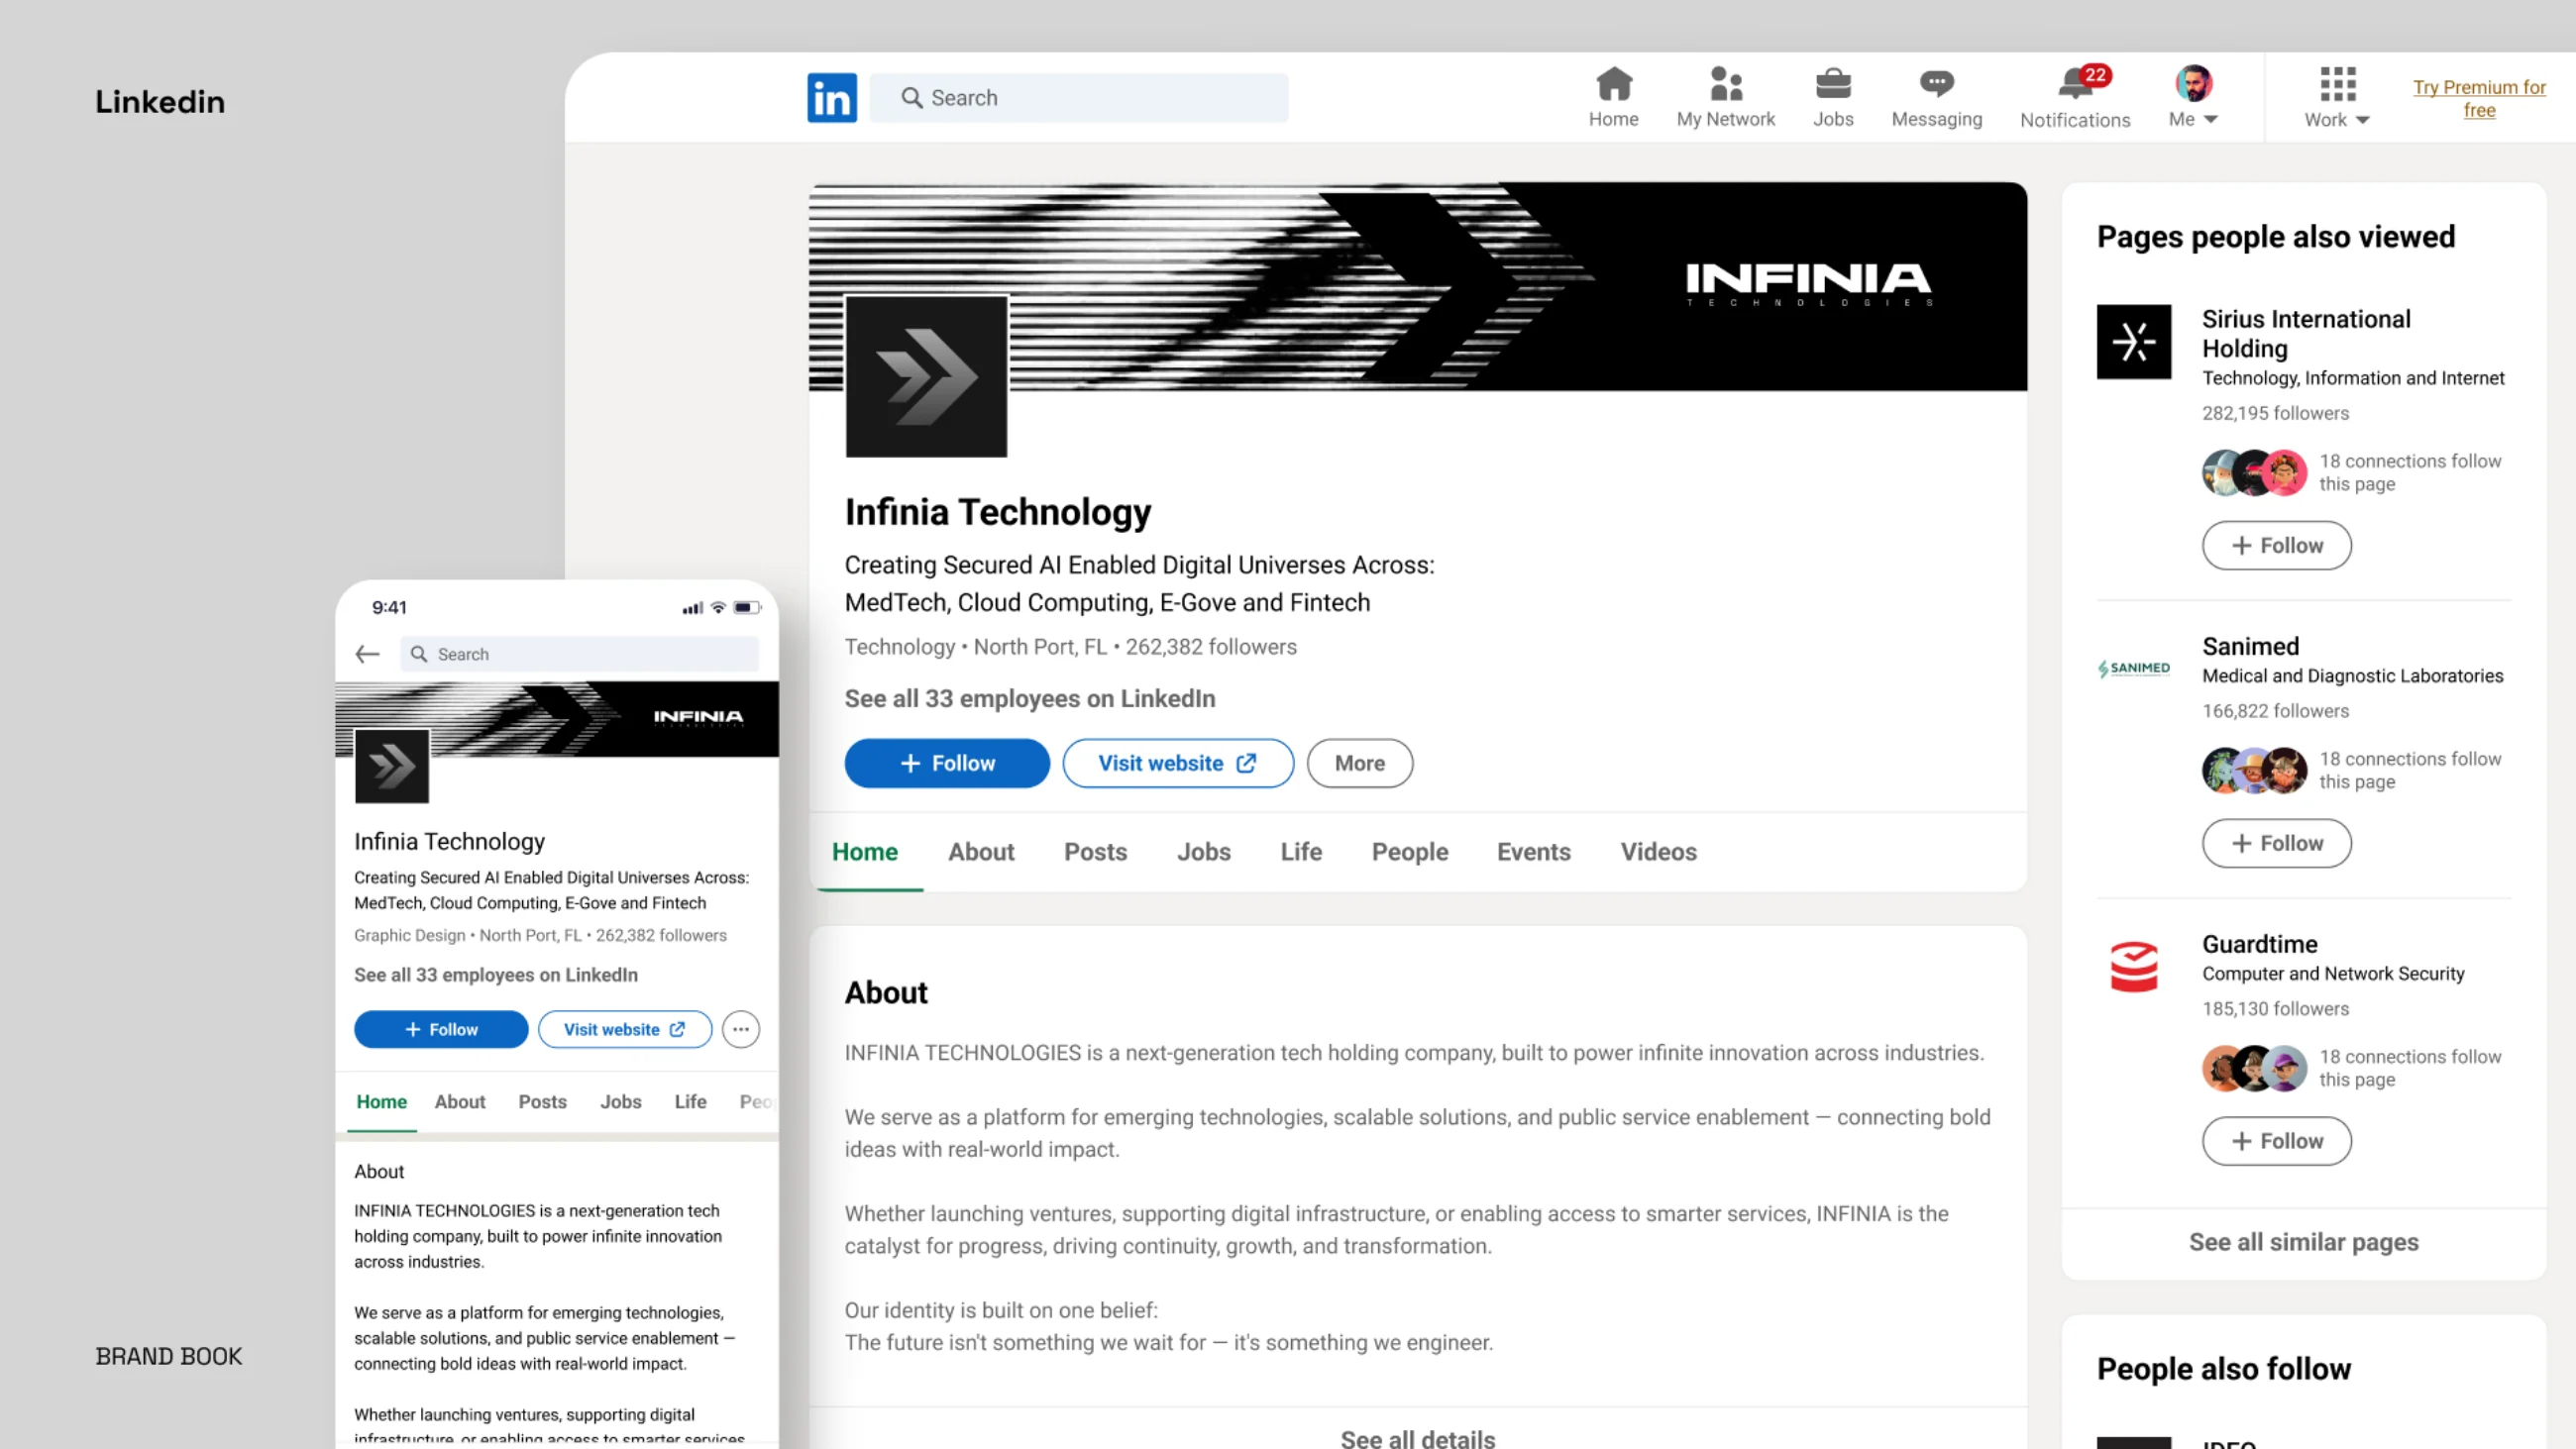 Linkedin
in
Search
Home
My Network
Jobs
Messaging
22
Notifications
Me
Work
Try Premium for
free
INFINIA
TECHNOLOGIES
Infinia Technology
Creating Secured AI Enabled Digital Universes Across:
MedTech, Cloud Computing, E-Gove and Fintech
Technology • North Port, FL • 262,382 followers
See all 33 employees on LinkedIn
+ Follow
Visit website
More
Home
About
Posts
Jobs
Life
People
Events
Videos
About
INFINIA TECHNOLOGIES is a next-generation tech holding company, built to power infinite innovation across industries.
We serve as a platform for emerging technologies, scalable solutions, and public service enablement — connecting bold
ideas with real-world impact.
Whether launching ventures, supporting digital infrastructure, or enabling access to smarter services, INFINIA is the
catalyst for progress, driving continuity, growth, and transformation.
Our identity is built on one belief:
The future isn't something we wait for — it's something we engineer.
See all details
Pages people also viewed
Sirius International
Holding
Technology, Information and Internet
282,195 followers
18 connections follow
this page
+ Follow
SANIMED
Sanimed
Medical and Diagnostic Laboratories
166,822 followers
18 connections follow
this page
+ Follow
Guardtime
Computer and Network Security
185,130 followers
18 connections follow
this page
+ Follow
See all similar pages
People also follow
IDEO
9:41
Search
INFINIA
Infinia Technology
Creating Secured AI Enabled Digital Universes Across:
MedTech, Cloud Computing, E-Gove and Fintech
Graphic Design • North Port, FL • 262,382 followers
See all 33 employees on LinkedIn
+ Follow
Visit website
Home
About
Posts
Jobs
Life
Peo
About
INFINIA TECHNOLOGIES is a next-generation tech
holding company, built to power infinite innovation
across industries.
We serve as a platform for emerging technologies,
scalable solutions, and public service enablement —
connecting bold ideas with real-world impact.
Whether launching ventures, supporting digital
infrastructure, or enabling access to smarter services,
BRAND BOOK